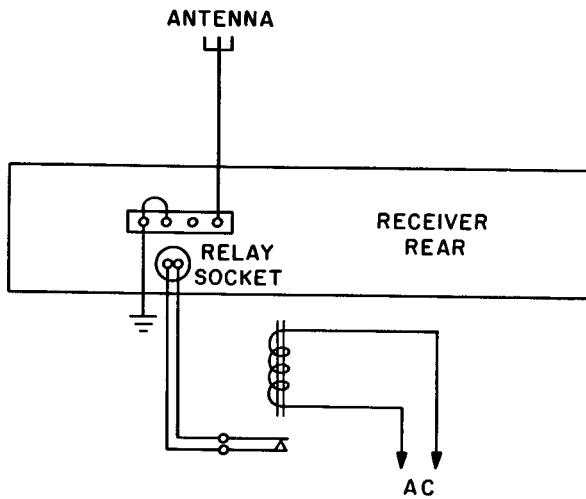 ANTENNA
RECEIVER
REAR
RELAY
SOCKET
AC